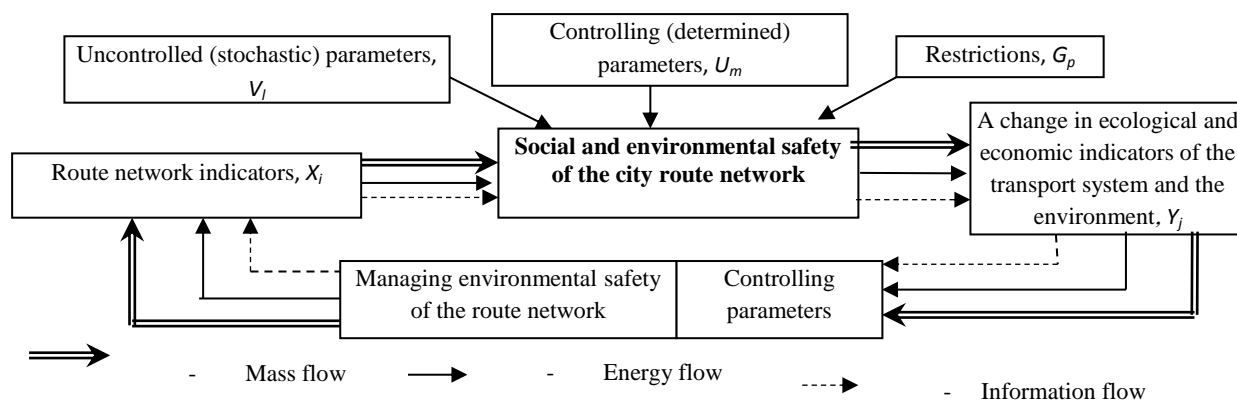 Uncontrolled (stochastic) parameters,
V_l
Controlling (determined)
parameters, U_m
Restrictions, G_p
Route network indicators, X_i
Social and environmental safety
of the city route network
A change in ecological and
economic indicators of the
transport system and the
environment, Y_j
Managing environmental safety
of the route network
Controlling
parameters
- Mass flow
- Energy flow
- Information flow